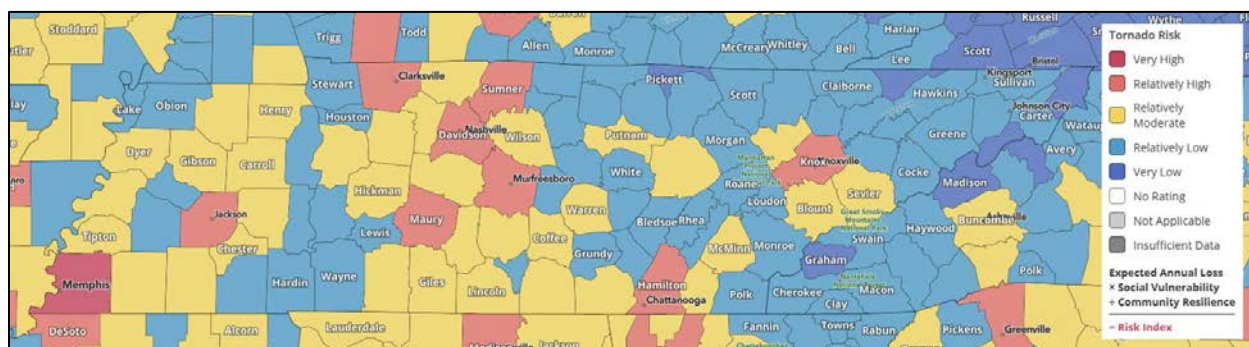 Stoddard
Trigg
Todd
Allen
Monroe
McCreary
Whitley
Bell
Harlan
Lee
Scott
Russell
Wythe
Bristol
Kingsport
Sullivan
Clarksville
Stewart
Sumner
Pickett
Scott
Claiborne
Hawkins
Johnson City
Carter
Lake
Obion
Henry
Houston
Davidson
Nashville
Wilson
Putnam
Morgan
Greene
Avery
Dyer
Gibson
Carroll
Hickman
Murfreesboro
White
Roane
Knox
Knoxville
Cocke
Madison
Jackson
Maury
Lewis
Warren
Bledsoe
Rhea
Loudon
Blount
Sevier
Great Smoky
Mountains
National Park
Buncombe
Tipton
Chester
Coffee
Grundy
McMinn
Monroe
Swain
Haywood
Graham
Memphis
Hardin
Wayne
Giles
Lincoln
Hamilton
Chattanooga
Polk
Cherokee
Clay
Macon
Polk
DeSoto
Alcorn
Lauderdale
Jackson
Fannin
Towns
Rabun
Pickens
Greenville
Tornado Risk
Very High
Relatively High
Relatively
Moderate
Relatively Low
Very Low
No Rating
Not Applicable
Insufficient Data
Expected Annual Loss
× Social Vulnerability
÷ Community Resilience
= Risk Index